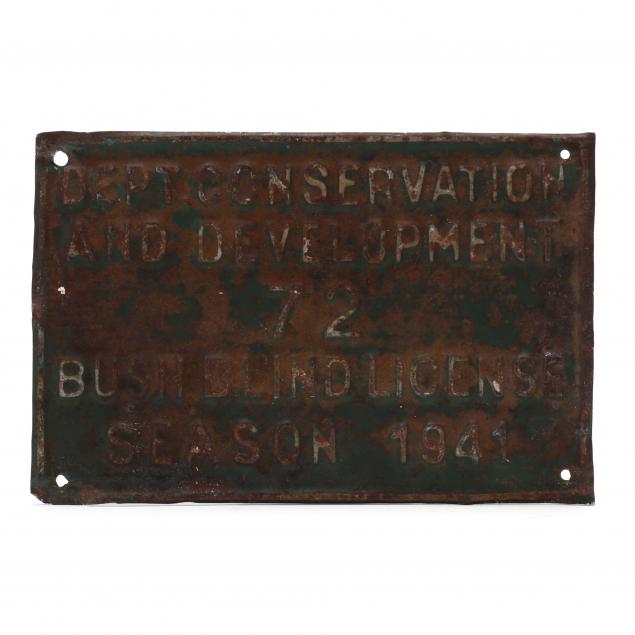 DEPT CONSERVATION
AND DEVELOPMENT
72
BUSH BLIND LICENSE
SEASON 1941